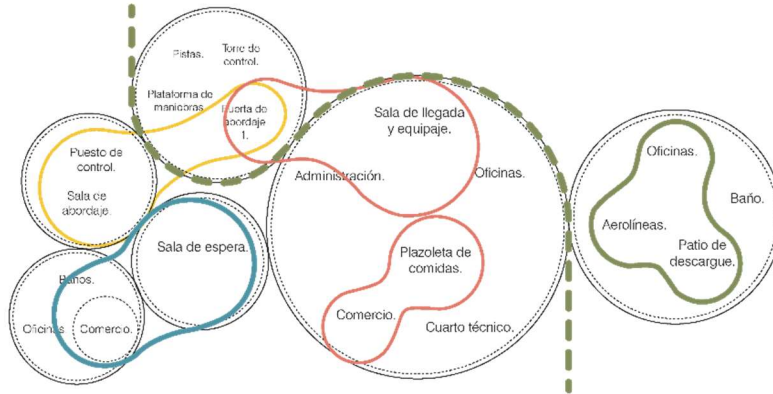 Pistas.
Torre de
control.
Plataforma de
maniobras.
Puerta de
abordaje
1.
Puesto de
control.
Sala de
abordaje.
Sala de espera.
Baños.
Oficinas.
Comercio.
Sala de llegada
y equipaje.
Administración.
Oficinas.
Plazoleta de
comidas.
Comercio.
Cuarto técnico.
Oficinas.
Baño.
Aerolíneas.
Patio de
descargue.